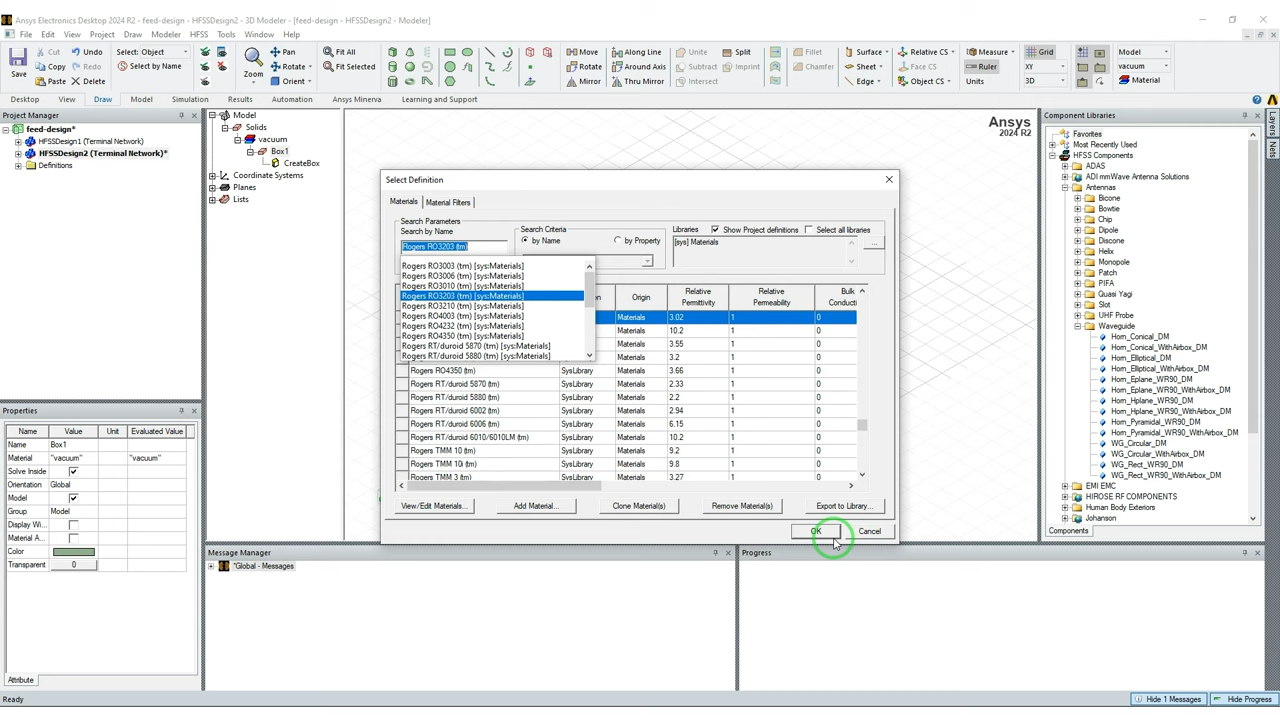 Ansys Electronics Desktop 2024 R2 - feed-design - HFSSDesign2 - 3D Modeler - [feed-design - HFSSDesign2 - Modeler]
File Edit View Project Draw Modeler HFSS Tools Window Help
Save Cut Copy Paste Undo Redo Delete Select: Object Select by Name Zoom Pan Rotate Orient Fit All Fit Selected
Move Rotate Mirror Along Line Around Axis Thru Mirror Unite Subtract Intersect Split Imprint Fillet Chamfer Surface Sheet Edge Relative CS Face CS Object CS Measure Ruler Units Grid XY 3D Model vacuum Material
Desktop View Draw Model Simulation Results Automation Ansys Minerva Learning and Support
Project Manager
feed-design*
HFSSDesign1 (Terminal Network)
HFSSDesign2 (Terminal Network)*
Definitions
Model
Solids
vacuum
Box1
CreateBox
Coordinate Systems
Planes
Lists
Ansys
2024 R2
Select Definition
Materials Material Filters
Search Parameters
Search by Name
Rogers RO3203 (tm)
Search Criteria
by Name by Property
Libraries Show Project definitions Select all libraries
[sys] Materials
...
Rogers RO3003 (tm) [sys:Materials]
Rogers RO3006 (tm) [sys:Materials]
Rogers RO3010 (tm) [sys:Materials]
Rogers RO3203 (tm) [sys:Materials]
Rogers RO3210 (tm) [sys:Materials]
Rogers RO4003 (tm) [sys:Materials]
Rogers RO4232 (tm) [sys:Materials]
Rogers RO4350 (tm) [sys:Materials]
Rogers RT/duroid 5870 (tm) [sys:Materials]
Rogers RT/duroid 5880 (tm) [sys:Materials]
Origin Relative Permittivity Relative Permeability Bulk
Materials 3.02 1 0
Materials 10.2 1 0
Materials 3.55 1 0
Materials 3.2 1 0
Rogers RO4350 (tm) SysLibrary Materials 3.66 1 0
Rogers RT/duroid 5870 (tm) SysLibrary Materials 2.33 1 0
Rogers RT/duroid 5880 (tm) SysLibrary Materials 2.2 1 0
Rogers RT/duroid 6002 (tm) SysLibrary Materials 2.94 1 0
Rogers RT/duroid 6006 (tm) SysLibrary Materials 6.15 1 0
Rogers RT/duroid 6010/6010LM (tm) SysLibrary Materials 10.2 1 0
Rogers TMM 10 (tm) SysLibrary Materials 9.2 1 0
Rogers TMM 10i (tm) SysLibrary Materials 9.8 1 0
Rogers TMM 3 (tm) SysLibrary Materials 3.27 1 0
View/Edit Materials... Add Material... Clone Material(s) Remove Material(s) Export to Library...
OK Cancel
Component Libraries
Favorites
Most Recently Used
HFSS Components
ADAS
ADI mmWave Antenna Solutions
Antennas
Bicone
Bowtie
Chip
Dipole
Discone
Helix
Monopole
Patch
PIFA
Quasi Yagi
Slot
UHF Probe
Waveguide
Horn_Conical_DM
Horn_Conical_WithAirbox_DM
Horn_Elliptical_DM
Horn_Elliptical_WithAirbox_DM
Horn_Eplane_WR90_DM
Horn_Eplane_WR90_WithAirbox_DM
Horn_Hplane_WR90_DM
Horn_Hplane_WR90_WithAirbox_DM
Horn_Pyramidal_WR90_DM
Horn_Pyramidal_WR90_WithAirbox_DM
WG_Circular_DM
WG_Circular_WithAirbox_DM
WG_Rect_WR90_DM
WG_Rect_WR90_WithAirbox_DM
EMI EMC
HIROSE RF COMPONENTS
Human Body Exteriors
Johanson
Components
Layers
Nets
Properties
Name Value Unit Evaluated Value
Name Box1
Material "vacuum" "vacuum"
Solve Inside
Orientation Global
Model
Group Model
Display Wi...
Material A...
Color
Transparent 0
Attribute
Message Manager
*Global - Messages
Progress
Ready
Hide 1 Messages Hide Progress